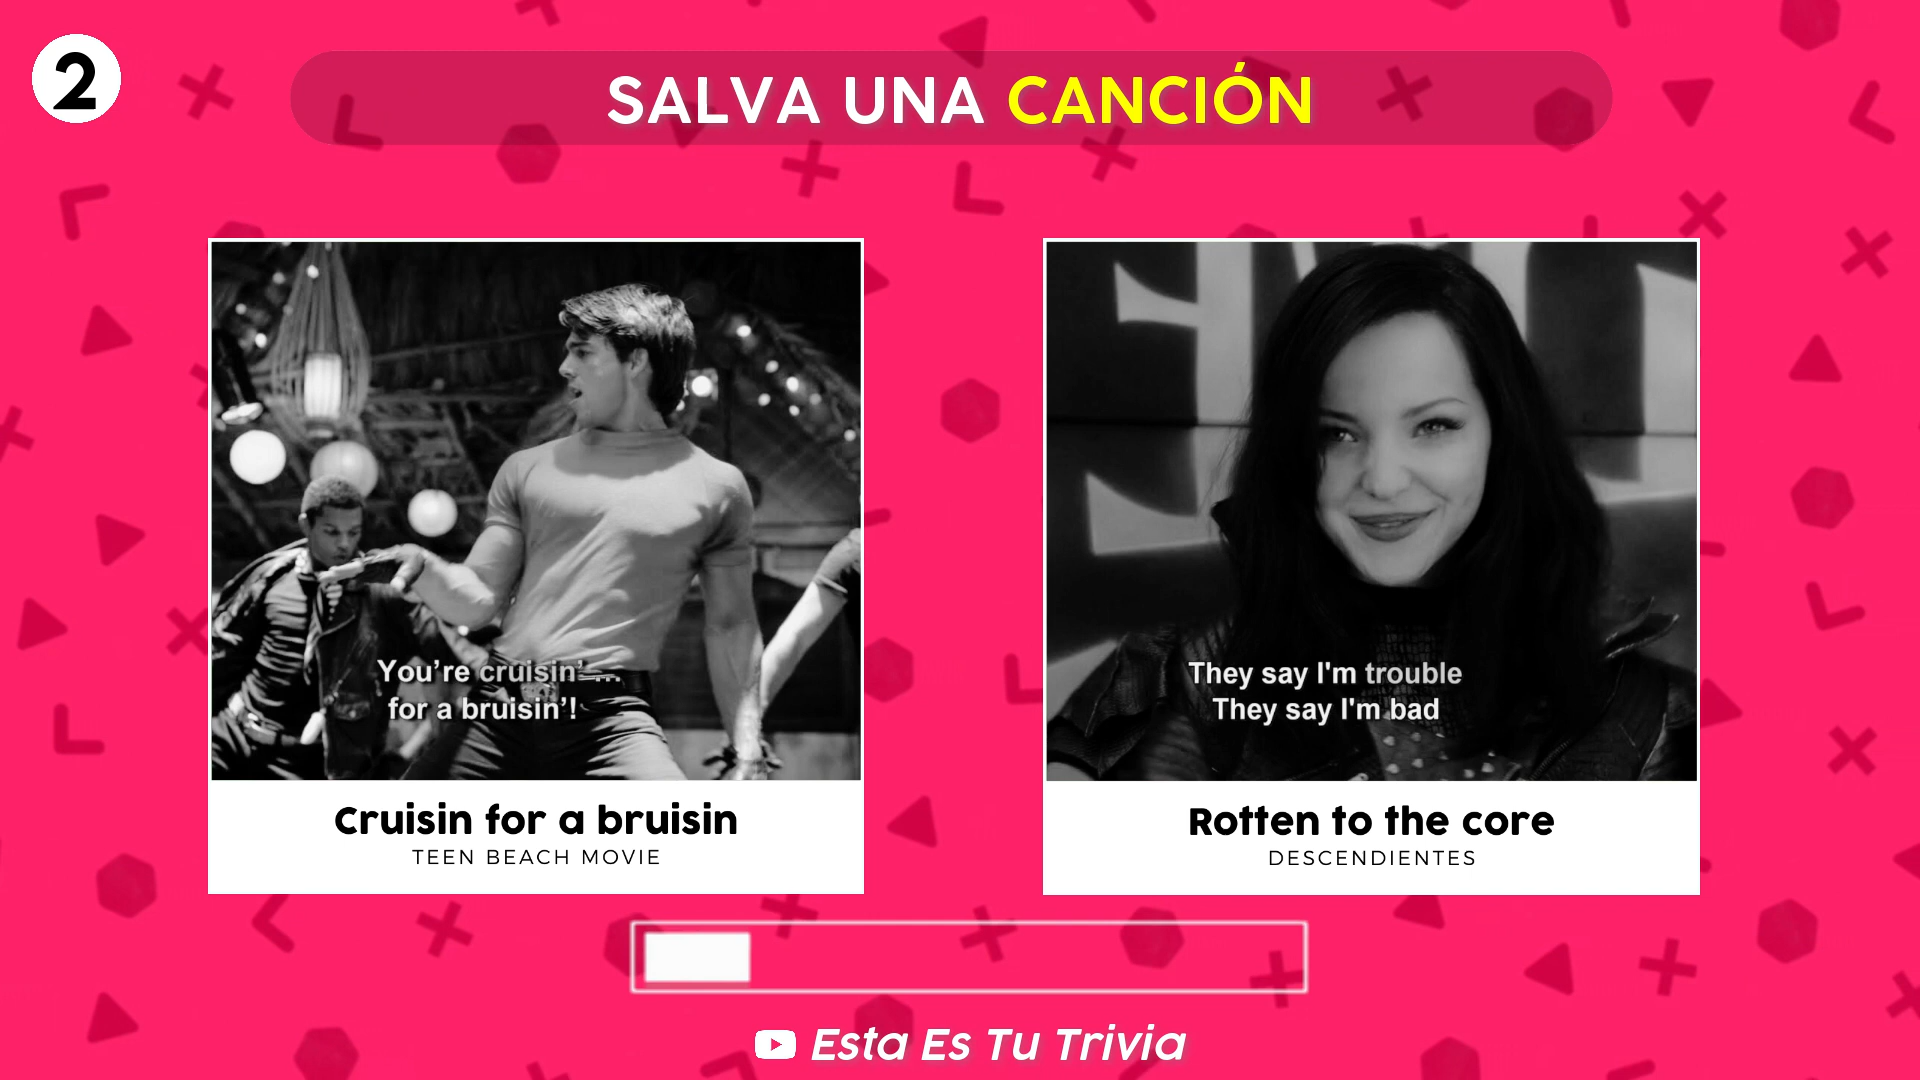 2
SALVA UNA CANCIÓN
You're cruisin' ...
for a bruisin'!
Cruisin for a bruisin
TEEN BEACH MOVIE
They say I'm trouble
They say I'm bad
Rotten to the core
DESCENDIENTES
Esta Es Tu Trivia